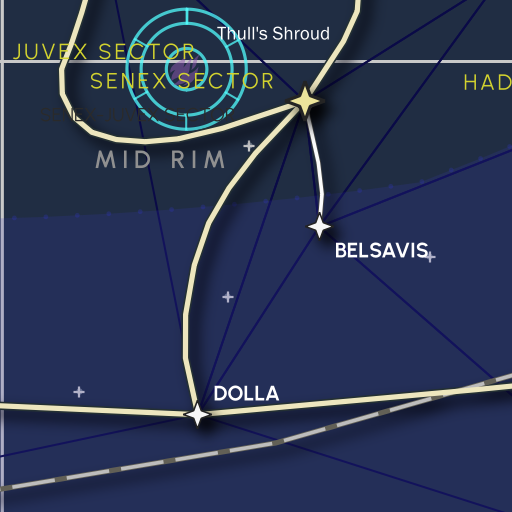 Thull's Shroud
JUVEX SECTOR
SENEX SECTOR
HAD
MID RIM
BELSAVIS
DOLLA